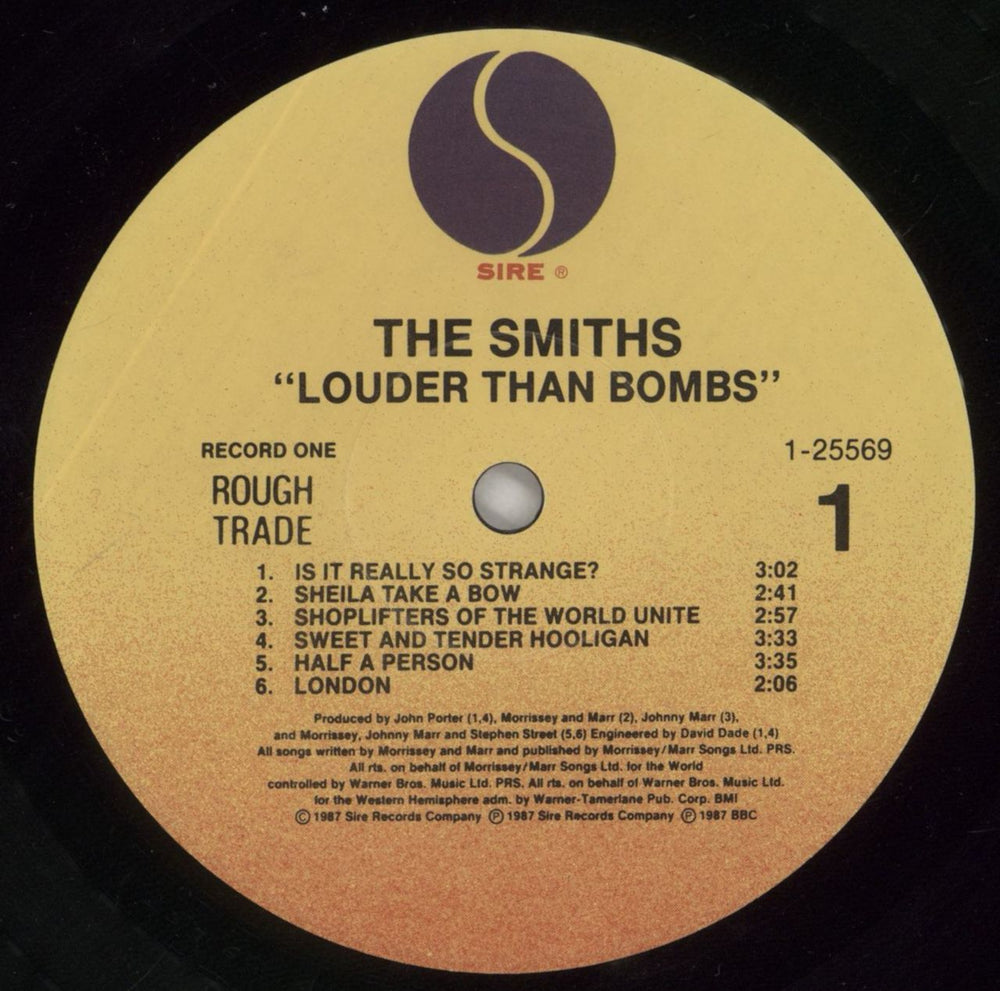 SIRE ®
THE SMITHS
“LOUDER THAN BOMBS”
RECORD ONE
1-25569
ROUGH
TRADE
1
1. IS IT REALLY SO STRANGE? 3:02
2. SHEILA TAKE A BOW 2:41
3. SHOPLIFTERS OF THE WORLD UNITE 2:57
4. SWEET AND TENDER HOOLIGAN 3:33
5. HALF A PERSON 3:35
6. LONDON 2:06
Produced by John Porter (1,4), Morrissey and Marr (2), Johnny Marr (3),
and Morrissey, Johnny Marr and Stephen Street (5,6) Engineered by David Dade (1,4)
All songs written by Morrissey and Marr and published by Morrissey/Marr Songs Ltd. PRS.
All rts. on behalf of Morrissey/Marr Songs Ltd. for the World
controlled by Warner Bros. Music Ltd. PRS. All rts. on behalf of Warner Bros. Music Ltd.
for the Western Hemisphere adm. by Warner-Tamerlane Pub. Corp. BMI
© 1987 Sire Records Company ℗ 1987 Sire Records Company ℗ 1987 BBC